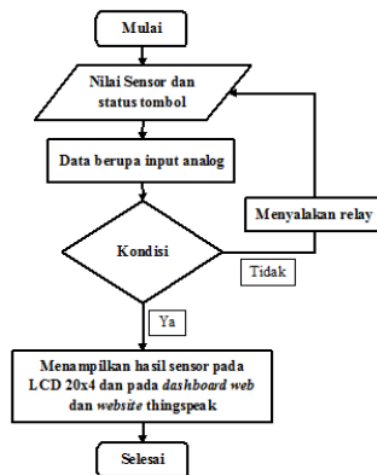 Mulai
Nilai Sensor dan
status tombol
Data berupa input analog
Menyalakan relay
Kondisi
Tidak
Ya
Menampilkan hasil sensor pada
LCD 20x4 dan pada dashboard web
dan website thingspeak
Selesai